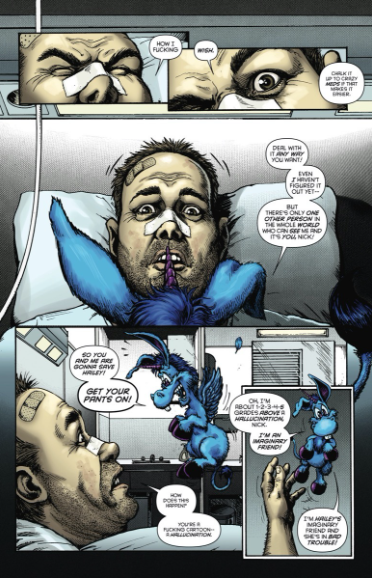 HOW I
FUCKING
WISH.
CHALK IT
UP TO CRAZY
MEDS IF THAT
MAKES IT
EASIER.
DEAL WITH
IT ANY WAY
YOU WANT!
EVEN
I HAVEN'T
FIGURED IT
OUT YET--
BUT
THERE'S ONLY ONE
OTHER PERSON IN
THE WHOLE WORLD
WHO CAN SEE ME AND
IT'S YOU, NICK!
SO YOU
AND ME ARE
GONNA SAVE
HAILEY!
GET YOUR
PANTS ON!
HOW
DOES THIS
HAPPEN?
YOU'RE A
FUCKING CARTOON--
A HALLUCINATION.
OH, I'M
ABOUT 1-2-3-4-5
GRADES ABOVE A
HALLUCINATION,
NICK.
I'M AN
IMAGINARY
FRIEND!
I'M HAILEY'S
IMAGINARY
FRIEND AND
SHE'S IN BAD
TROUBLE!